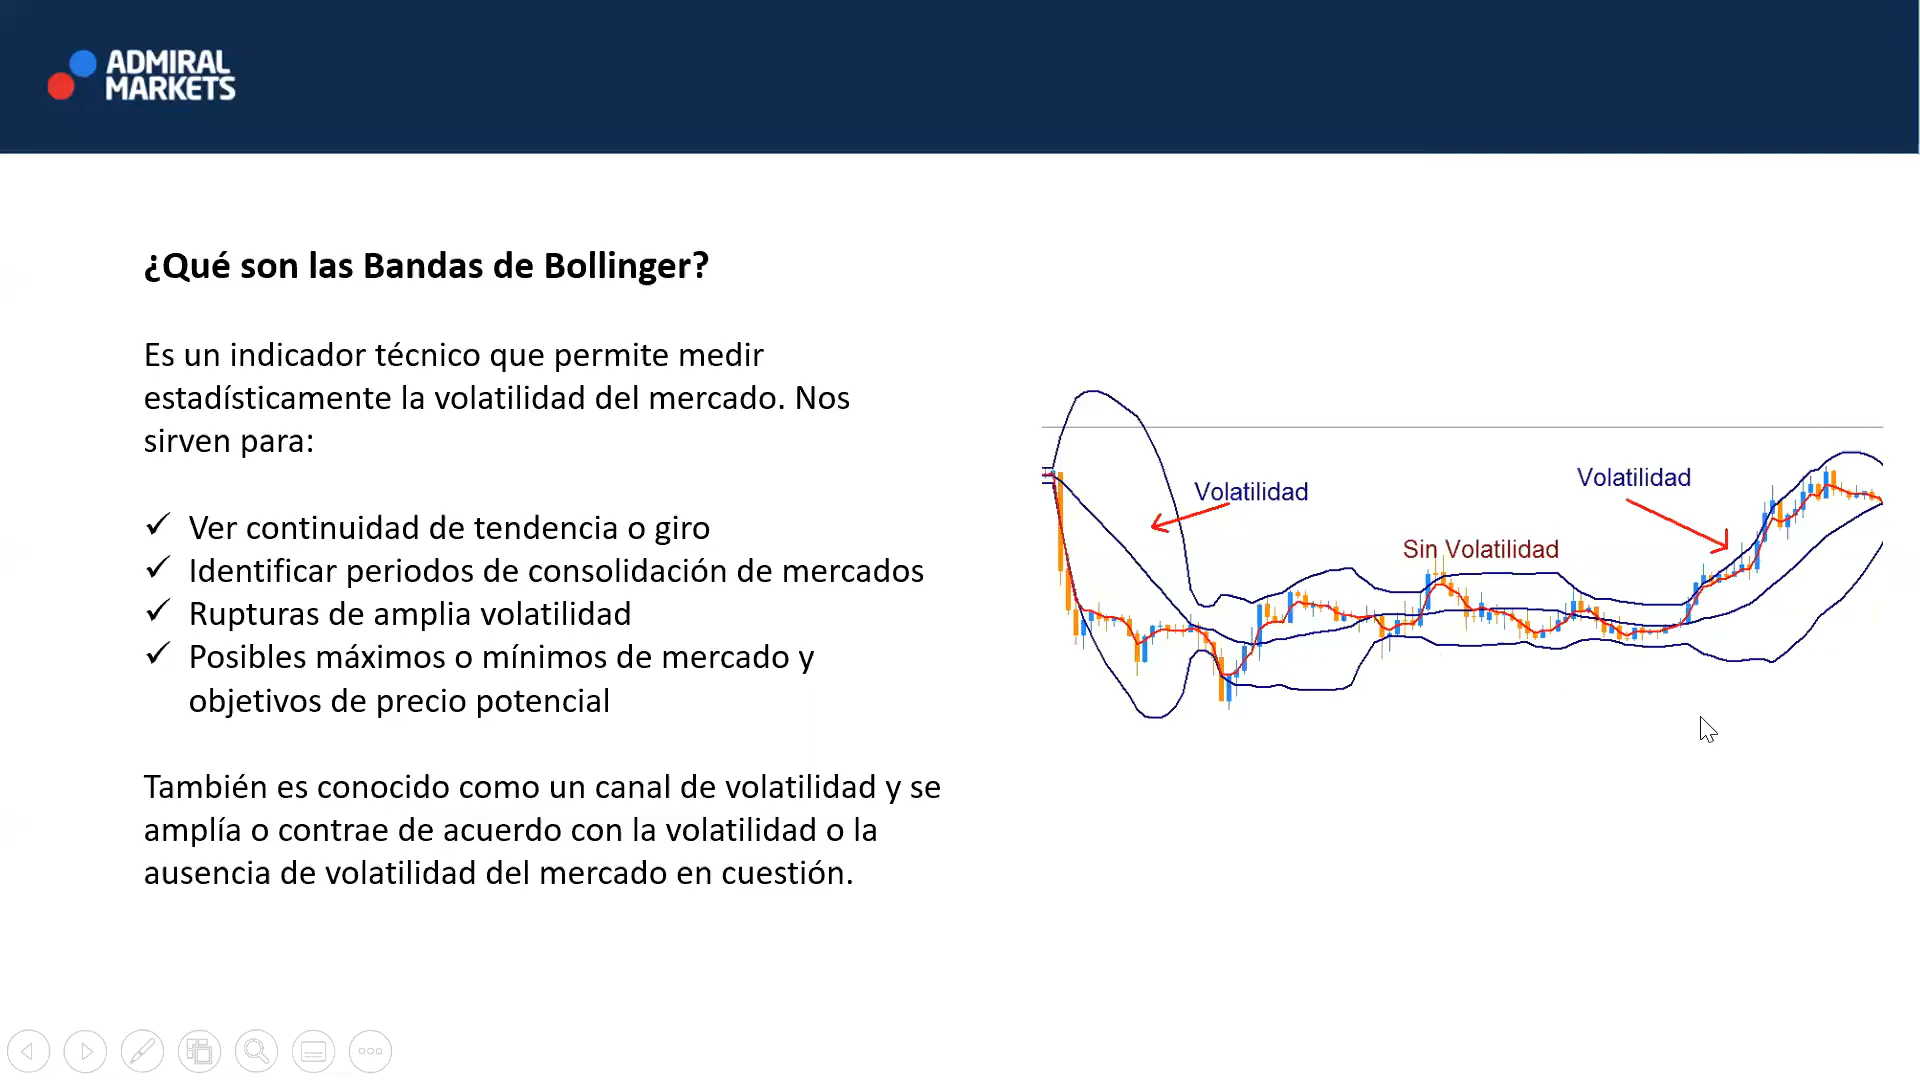 ADMIRAL
MARKETS
¿Qué son las Bandas de Bollinger?
Es un indicador técnico que permite medir
estadísticamente la volatilidad del mercado. Nos
sirven para:
✓ Ver continuidad de tendencia o giro
✓ Identificar periodos de consolidación de mercados
✓ Rupturas de amplia volatilidad
✓ Posibles máximos o mínimos de mercado y
objetivos de precio potencial
También es conocido como un canal de volatilidad y se
amplía o contrae de acuerdo con la volatilidad o la
ausencia de volatilidad del mercado en cuestión.
Volatilidad
Sin Volatilidad
Volatilidad